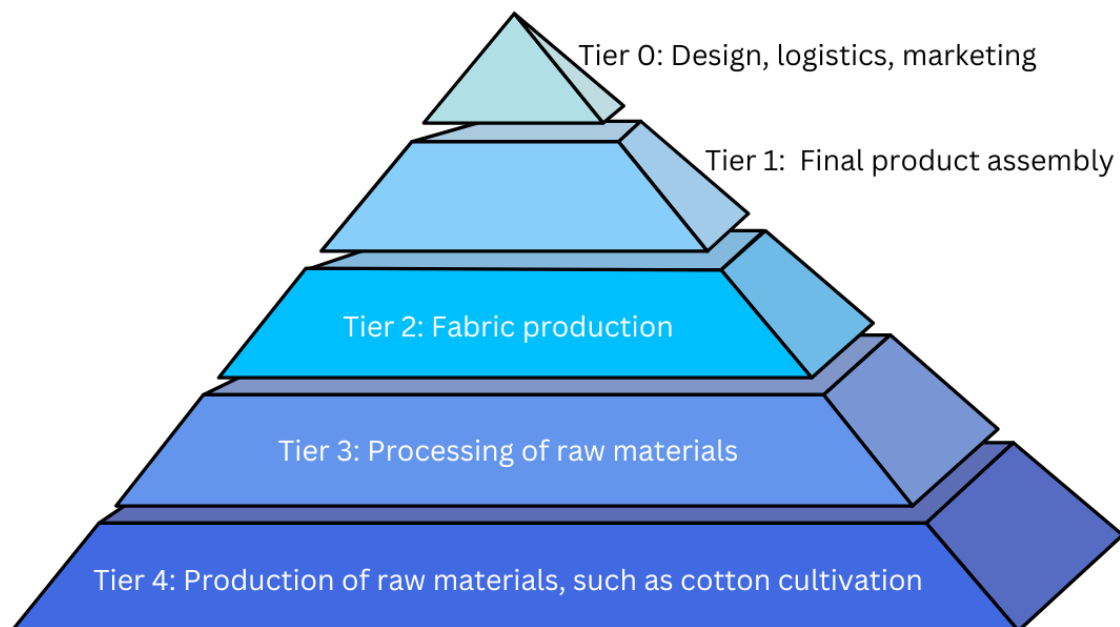 Tier 0: Design, logistics, marketing
Tier 1:  Final product assembly
Tier 2: Fabric production
Tier 3: Processing of raw materials
Tier 4: Production of raw materials, such as cotton cultivation